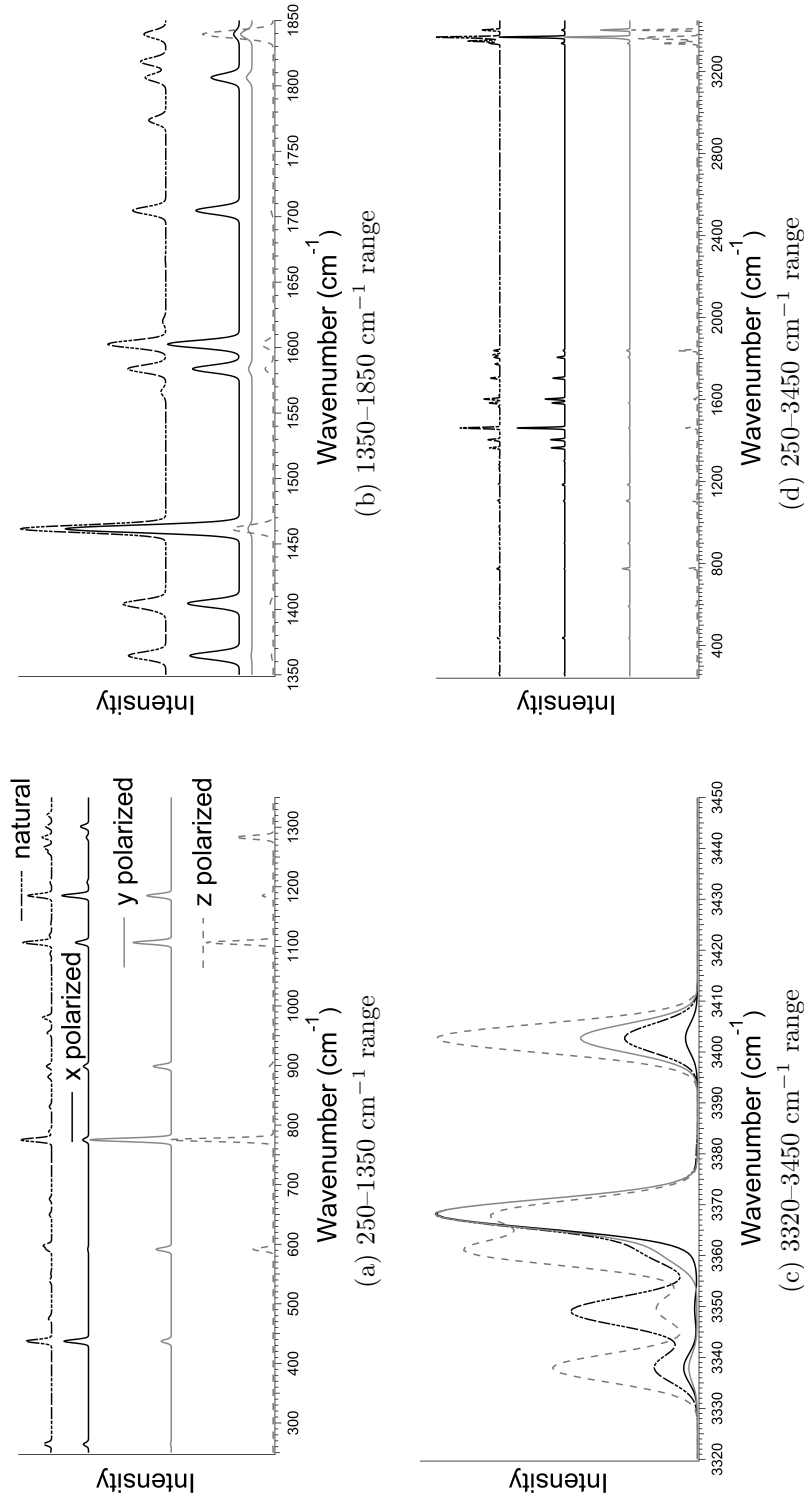 Intensity
natural
x polarized
y polarized
z polarized
300 400 500 600 700 800 900 1000 1100 1200 1300
Wavenumber (cm⁻¹)
(a) 250–1350 cm⁻¹ range
Intensity
1350 1400 1450 1500 1550 1600 1650 1700 1750 1800 1850
Wavenumber (cm⁻¹)
(b) 1350–1850 cm⁻¹ range
Intensity
3320 3330 3340 3350 3360 3370 3380 3390 3400 3410 3420 3430 3440 3450
Wavenumber (cm⁻¹)
(c) 3320–3450 cm⁻¹ range
Intensity
400 800 1200 1600 2000 2400 2800 3200
Wavenumber (cm⁻¹)
(d) 250–3450 cm⁻¹ range